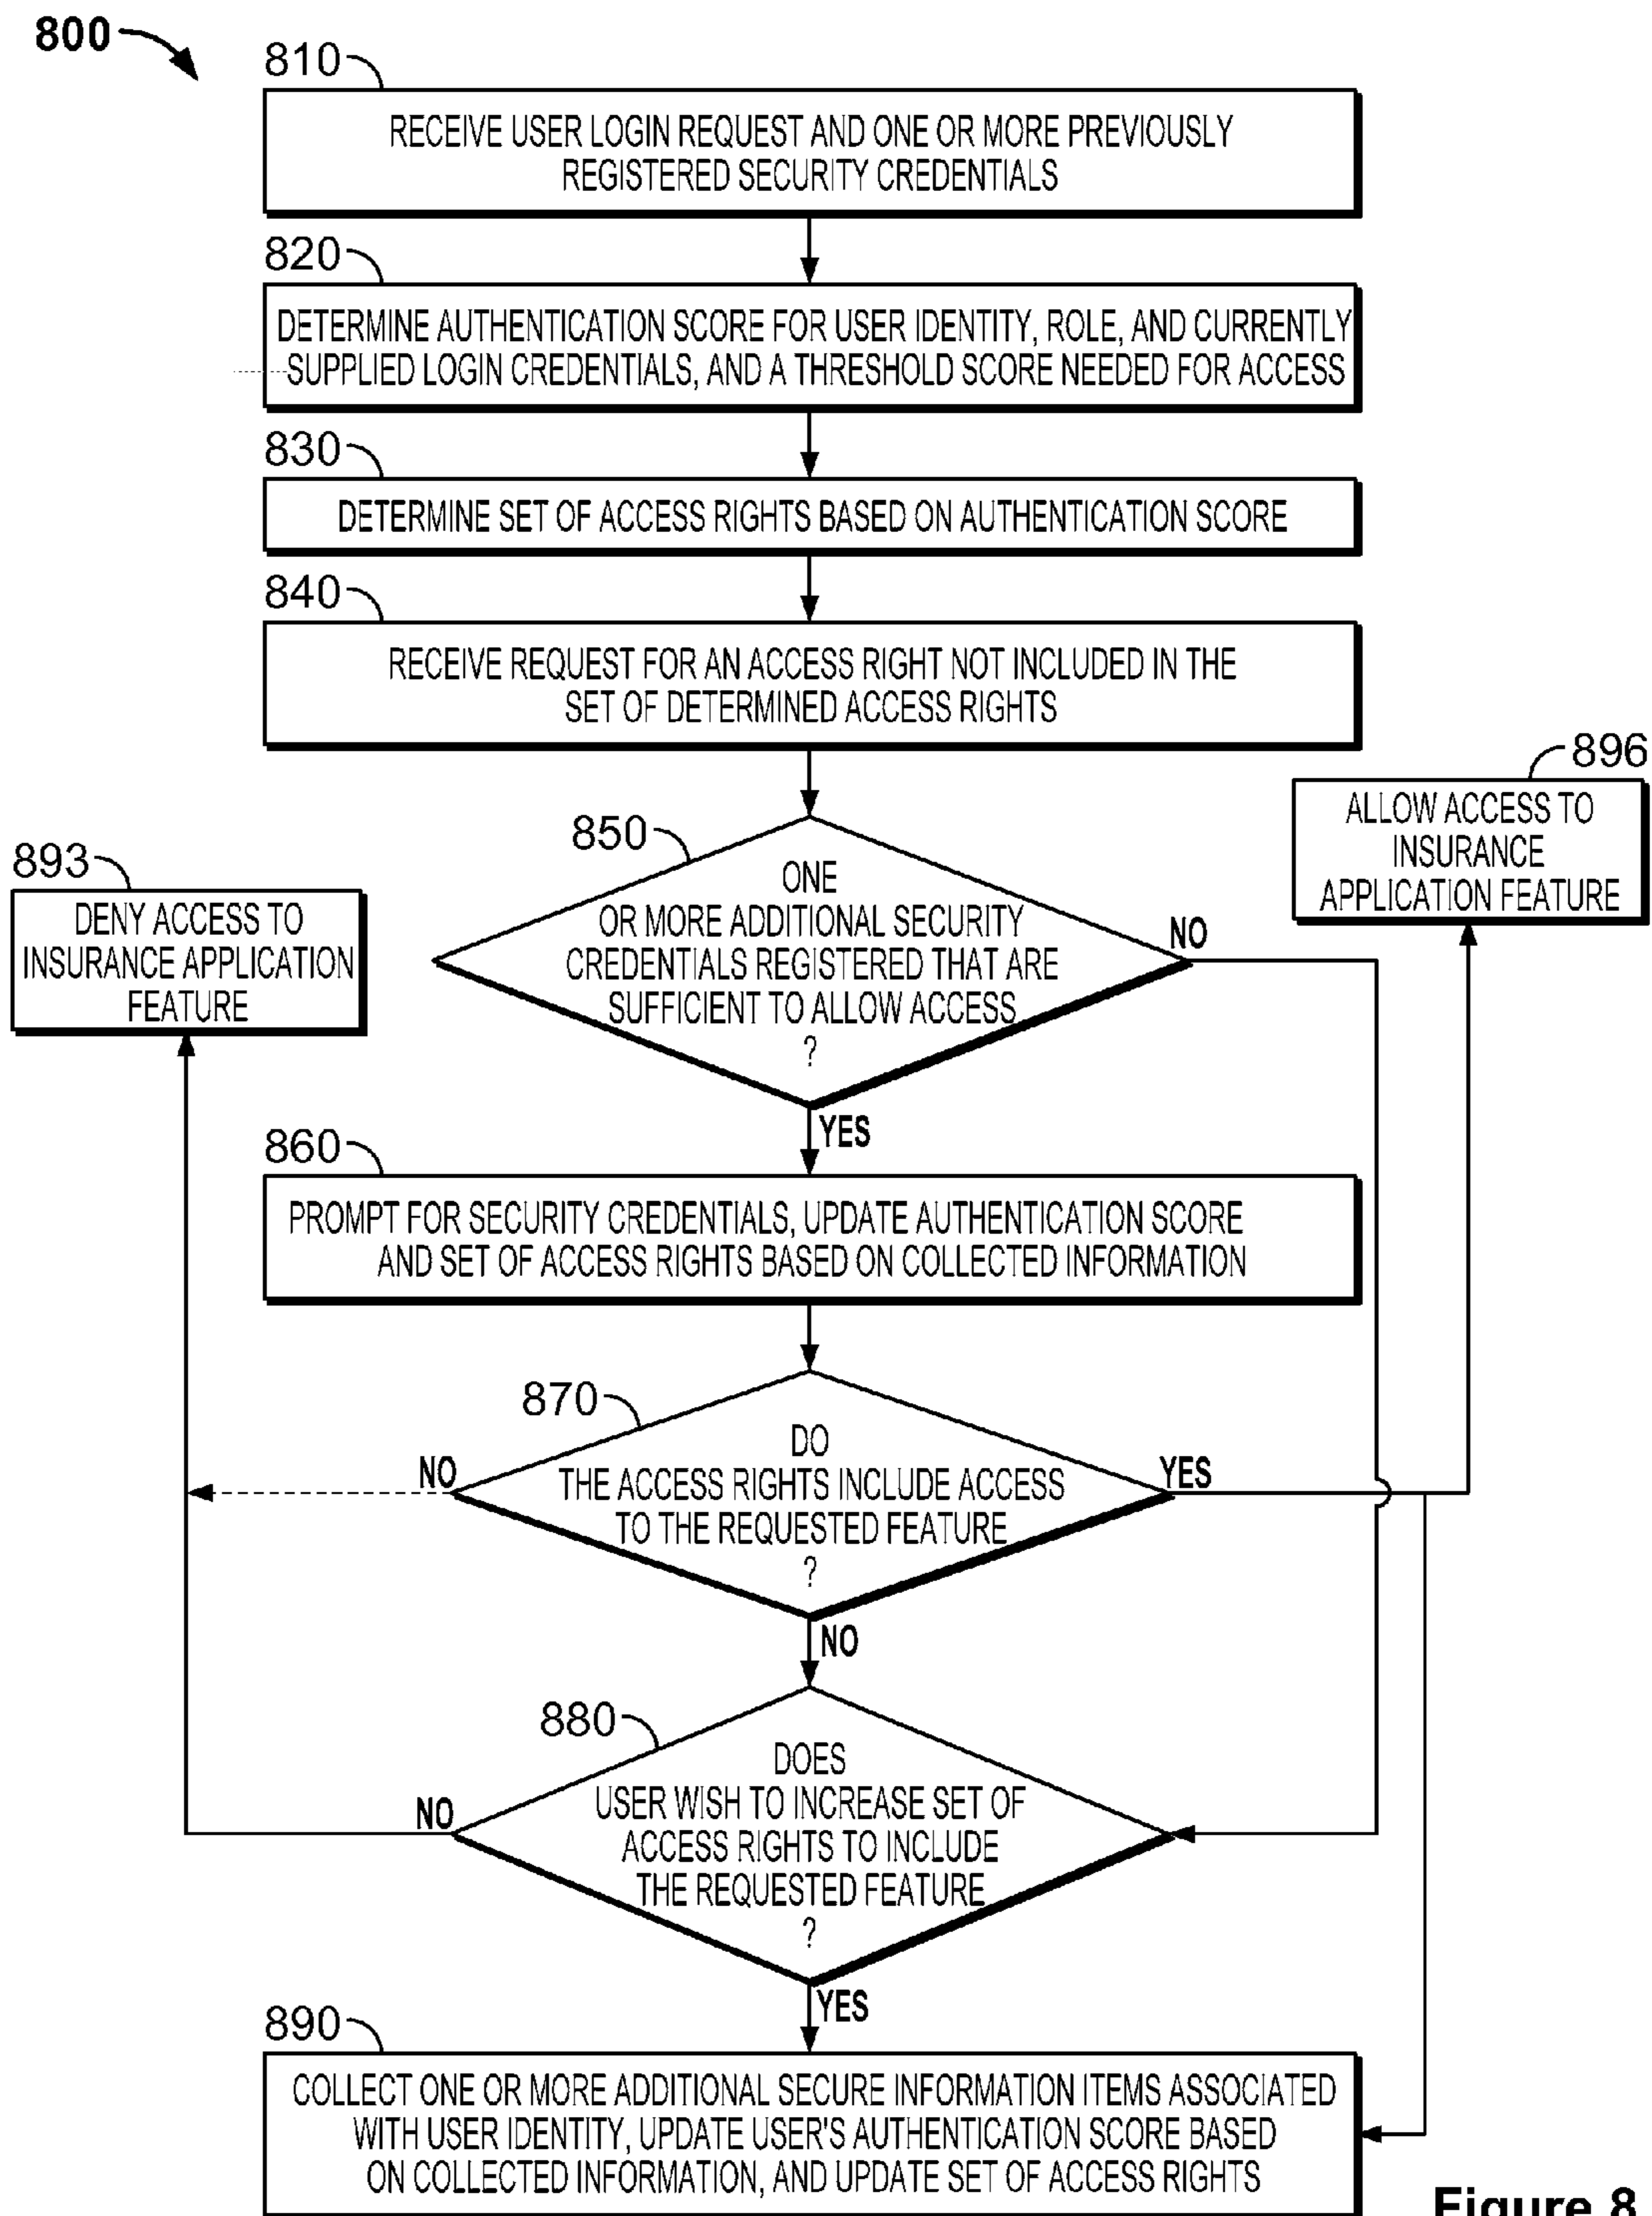 800
810
RECEIVE USER LOGIN REQUEST AND ONE OR MORE PREVIOUSLY
REGISTERED SECURITY CREDENTIALS
820
DETERMINE AUTHENTICATION SCORE FOR USER IDENTITY, ROLE, AND CURRENTLY
SUPPLIED LOGIN CREDENTIALS, AND A THRESHOLD SCORE NEEDED FOR ACCESS
830
DETERMINE SET OF ACCESS RIGHTS BASED ON AUTHENTICATION SCORE
840
RECEIVE REQUEST FOR AN ACCESS RIGHT NOT INCLUDED IN THE
SET OF DETERMINED ACCESS RIGHTS
896
ALLOW ACCESS TO
INSURANCE
APPLICATION FEATURE
893
DENY ACCESS TO
INSURANCE APPLICATION
FEATURE
850
ONE
OR MORE ADDITIONAL SECURITY
CREDENTIALS REGISTERED THAT ARE
SUFFICIENT TO ALLOW ACCESS
?
NO
YES
860
PROMPT FOR SECURITY CREDENTIALS, UPDATE AUTHENTICATION SCORE
AND SET OF ACCESS RIGHTS BASED ON COLLECTED INFORMATION
870
DO
THE ACCESS RIGHTS INCLUDE ACCESS
TO THE REQUESTED FEATURE
?
NO
YES
NO
880
DOES
USER WISH TO INCREASE SET OF
ACCESS RIGHTS TO INCLUDE
THE REQUESTED FEATURE
?
NO
YES
890
COLLECT ONE OR MORE ADDITIONAL SECURE INFORMATION ITEMS ASSOCIATED
WITH USER IDENTITY, UPDATE USER'S AUTHENTICATION SCORE BASED
ON COLLECTED INFORMATION, AND UPDATE SET OF ACCESS RIGHTS
Figure 8